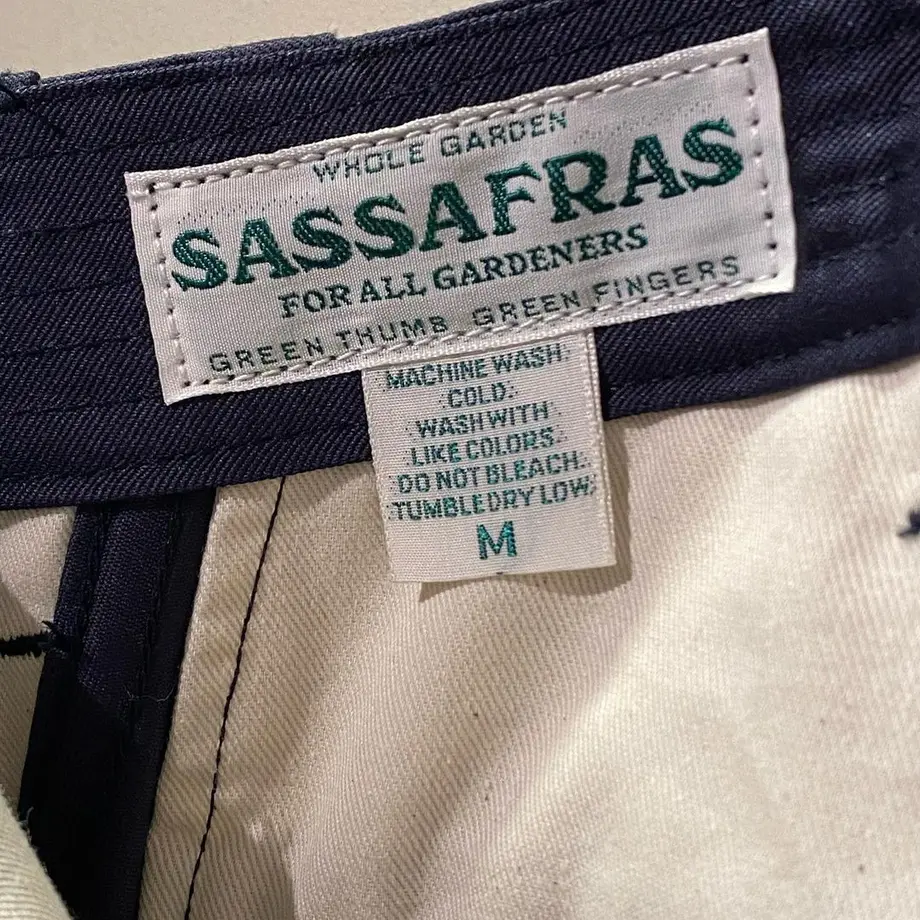 WHOLE GARDEN
SASSAFRAS
FOR ALL GARDENERS
GREEN THUMB GREEN FINGERS
MACHINE WASH
COLD.
WASH WITH
LIKE COLORS.
DO NOT BLEACH.
TUMBLE DRY LOW.
M